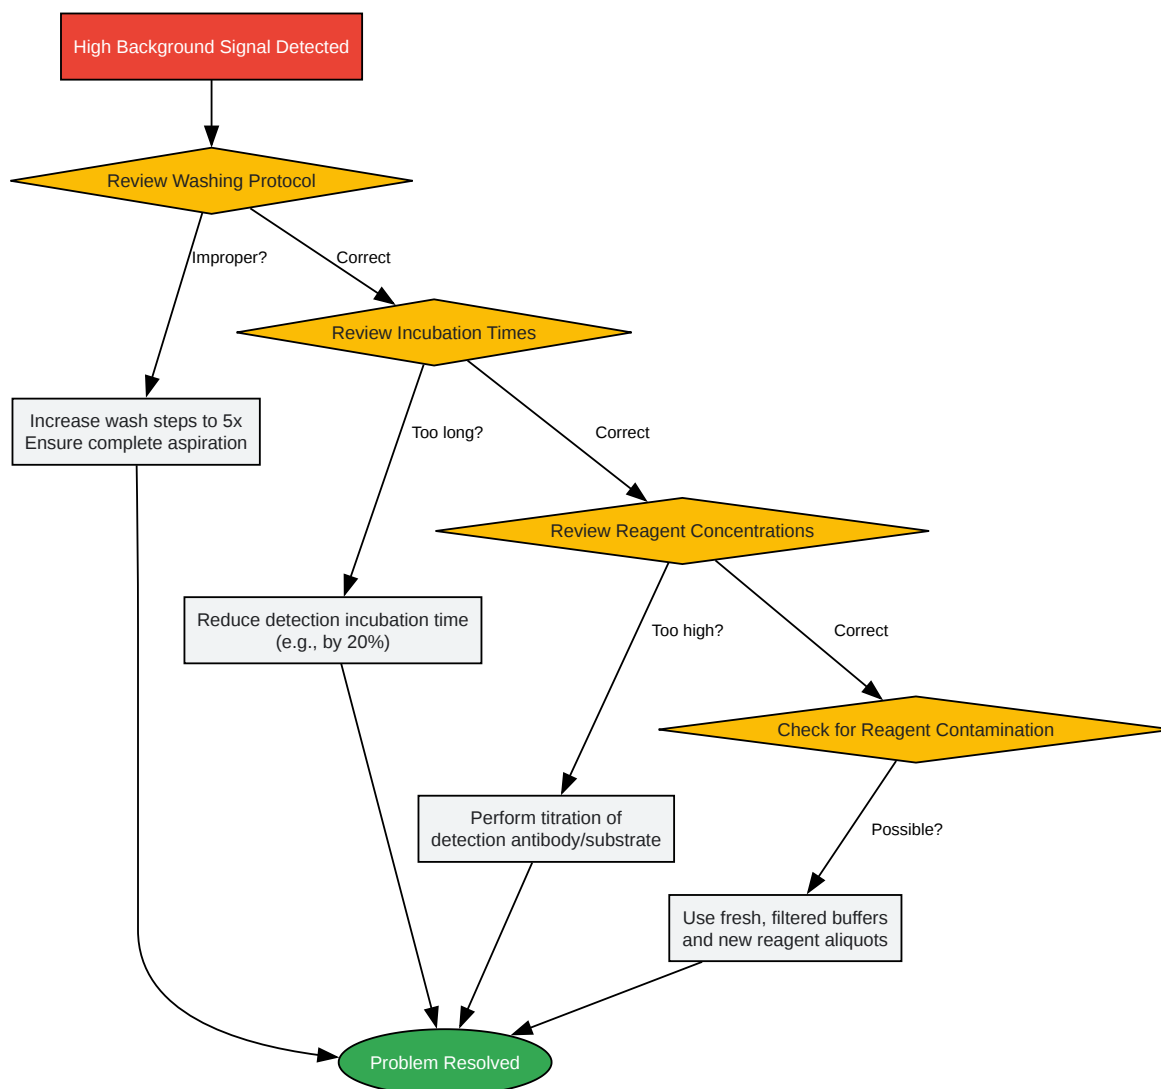 High Background Signal Detected
Review Washing Protocol
Improper?
Correct
Review Incubation Times
Increase wash steps to 5x
Ensure complete aspiration
Too long?
Correct
Review Reagent Concentrations
Reduce detection incubation time
(e.g., by 20%)
Too high?
Correct
Check for Reagent Contamination
Perform titration of
detection antibody/substrate
Possible?
Use fresh, filtered buffers
and new reagent aliquots
Problem Resolved